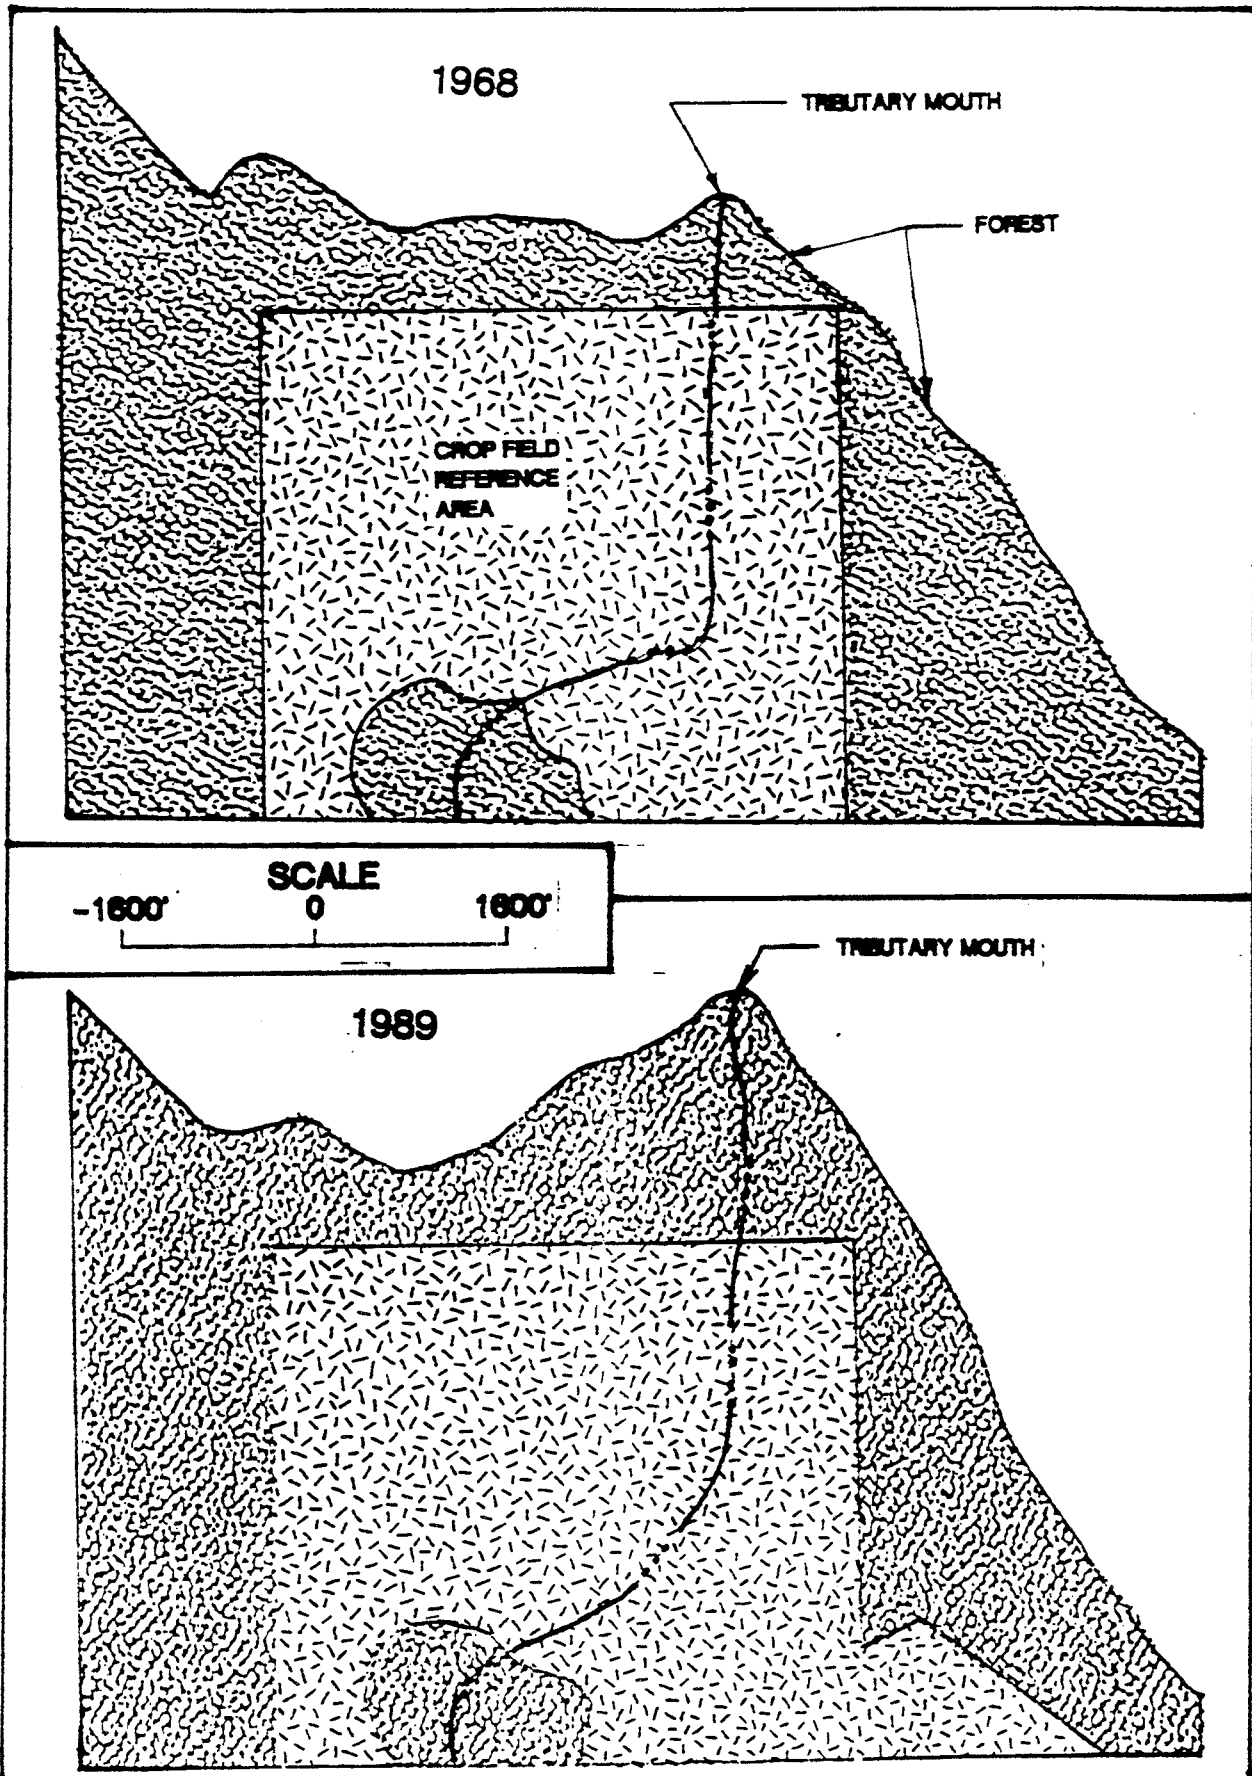 1968
TRIBUTARY MOUTH
FOREST
CROP FIELD
REFERENCE
AREA
SCALE
-1600' 0 1600'
TRIBUTARY MOUTH
1989